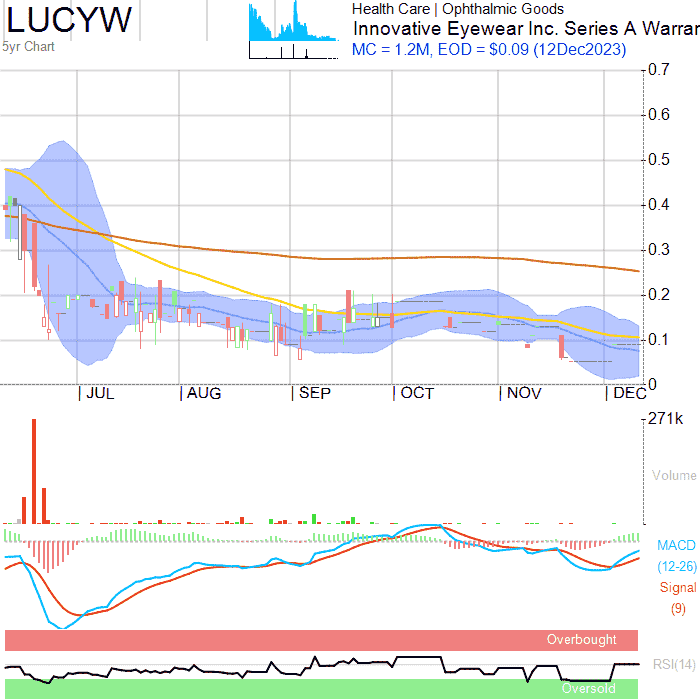 LUCYW
5yr Chart
Health Care | Ophthalmic Goods
Innovative Eyewear Inc. Series A Warran
MC = 1.2M, EOD = $0.09 (12Dec2023)
0.7
0.6
0.5
0.4
0.3
0.2
0.1
0
JUL AUG SEP OCT NOV DEC
271k
Volume
MACD
(12-26)
Signal
(9)
Overbought
RSI(14)
Oversold